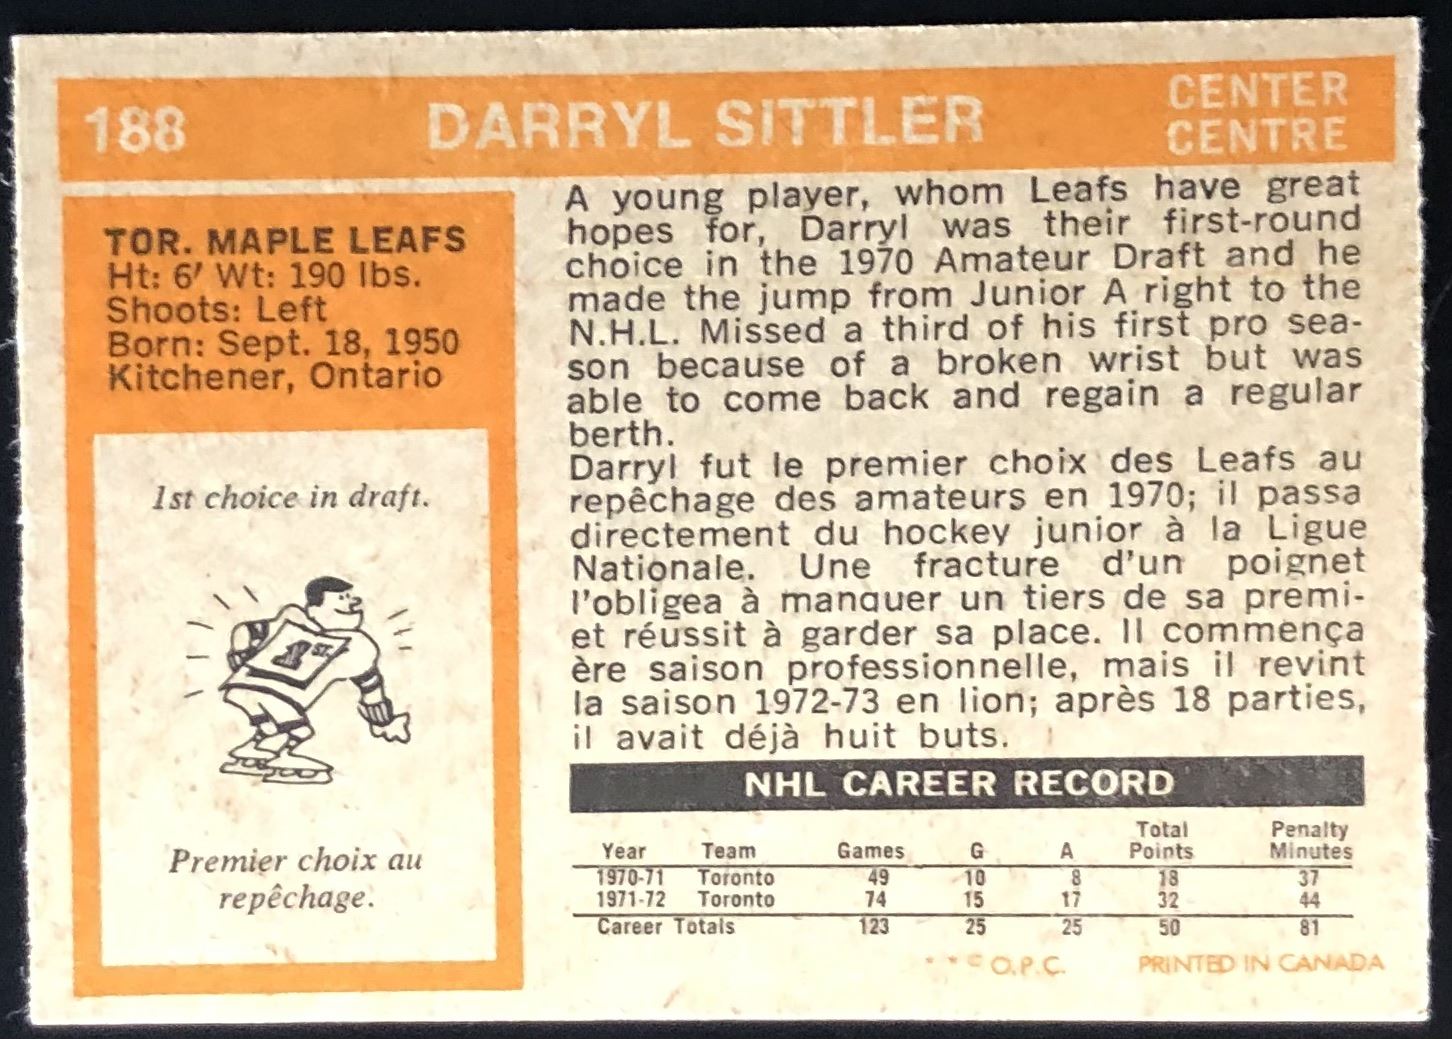 188
DARRYL SITTLER
CENTER
CENTRE
TOR. MAPLE LEAFS
Ht: 6' Wt: 190 lbs.
Shoots: Left
Born: Sept. 18, 1950
Kitchener, Ontario
1st choice in draft.
1ST.
Premier choix au
repêchage.
A young player, whom Leafs have great
hopes for, Darryl was their first-round
choice in the 1970 Amateur Draft and he
made the jump from Junior A right to the
N.H.L. Missed a third of his first pro sea-
son because of a broken wrist but was
able to come back and regain a regular
berth.
Darryl fut le premier choix des Leafs au
repêchage des amateurs en 1970; il passa
directement du hockey junior à la Ligue
Nationale. Une fracture d'un poignet
l'obligea à manquer un tiers de sa premi-
et réussit à garder sa place. Il commença
ère saison professionnelle, mais il revint
la saison 1972-73 en lion; après 18 parties,
il avait déjà huit buts.
NHL CAREER RECORD
Year Team Games G A Total Points Penalty Minutes
1970-71 Toronto 49 10 8 18 37
1971-72 Toronto 74 15 17 32 44
Career Totals 123 25 25 50 81
* * © O.P.C. PRINTED IN CANADA